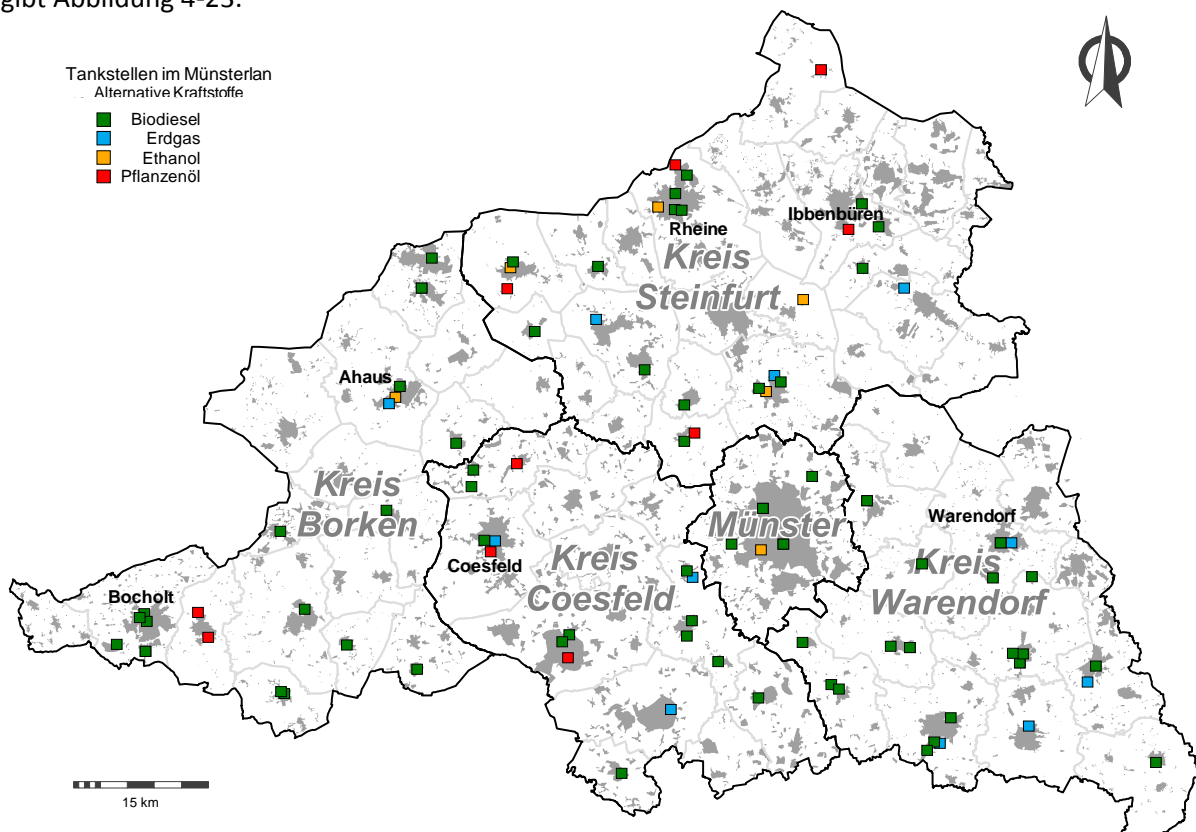 gibt Abbildung 4-23.
Tankstellen im Münsterlan
Alternative Kraftstoffe
Biodiesel
Erdgas
Ethanol
Pflanzenöl
Ibbenbüren
Rheine
Kreis
Steinfurt
Ahaus
Kreis
Borken
Münster
Warendorf
Kreis
Warendorf
Coesfeld
Kreis
Coesfeld
Bocholt
15 km